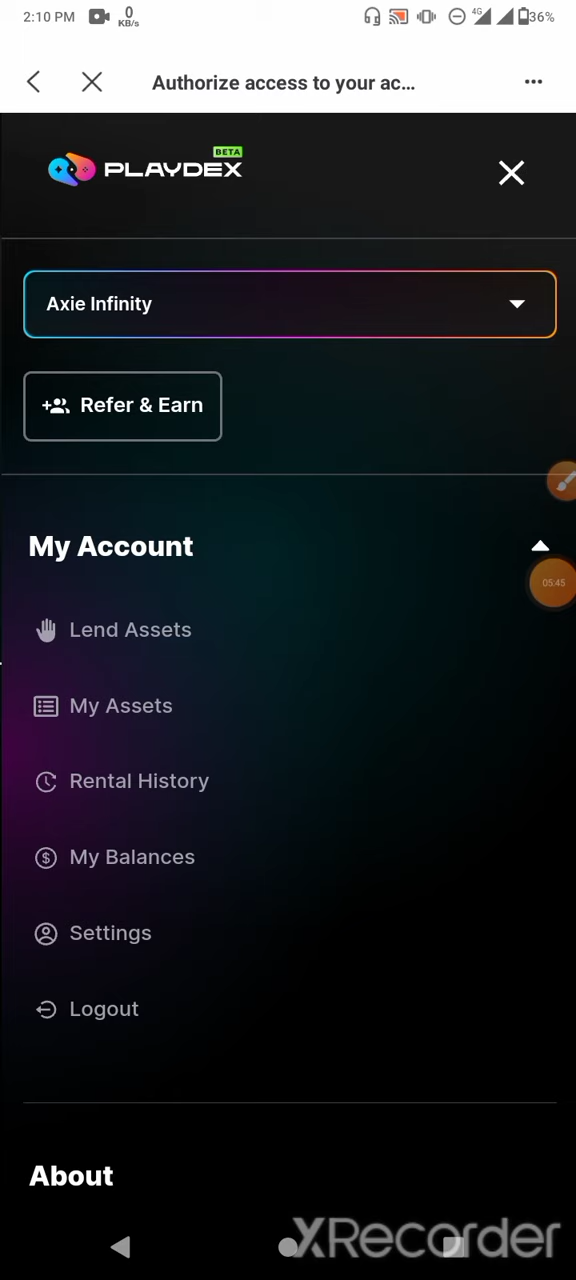 2:10 PM 0 KB/s 4G 36%
Authorize access to your ac...
BETA
PLAYDEX
Axie Infinity
Refer & Earn
My Account
05:45
Lend Assets
My Assets
Rental History
My Balances
Settings
Logout
About
XRecorder